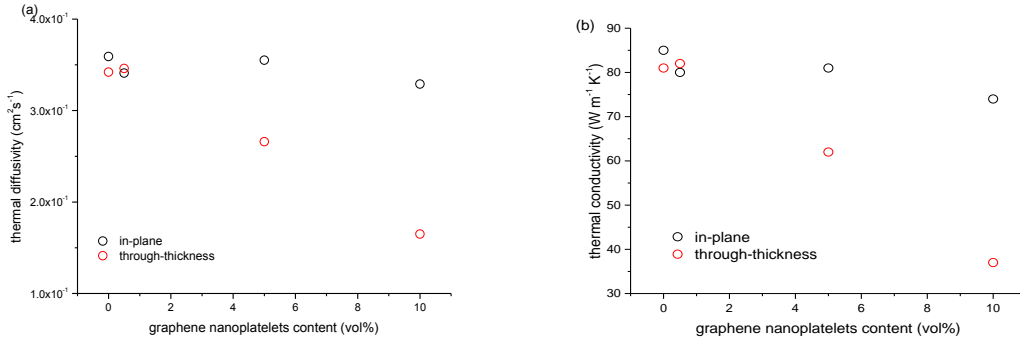 (a)
4.0x10⁻¹
3.0x10⁻¹
2.0x10⁻¹
1.0x10⁻¹
thermal diffusivity (cm²s⁻¹)
in-plane
through-thickness
0 2 4 6 8 10
graphene nanoplatelets content (vol%)
(b)
90
80
70
60
50
40
30
thermal conductivity (W m⁻¹ K⁻¹)
in-plane
through-thickness
0 2 4 6 8 10
graphene nanoplatelets content (vol%)